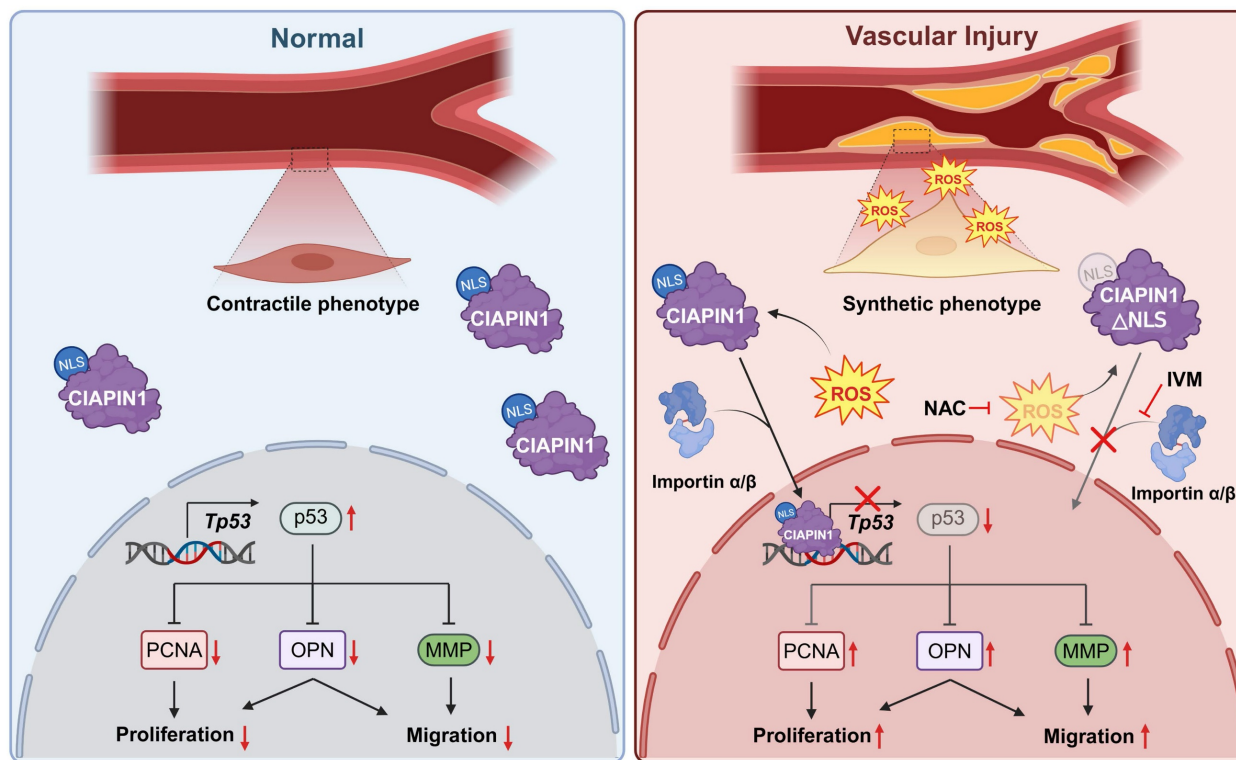 Normal
Contractile phenotype
NLS
CIAPIN1
NLS
CIAPIN1
NLS
CIAPIN1
Tp53
p53
PCNA
OPN
MMP
Proliferation
Migration
Vascular Injury
ROS
ROS
ROS
Synthetic phenotype
NLS
CIAPIN1
NLS
CIAPIN1
△NLS
ROS
NAC
ROS
IVM
Importin α/β
Importin α/β
NLS
CIAPIN1
Tp53
p53
PCNA
OPN
MMP
Proliferation
Migration